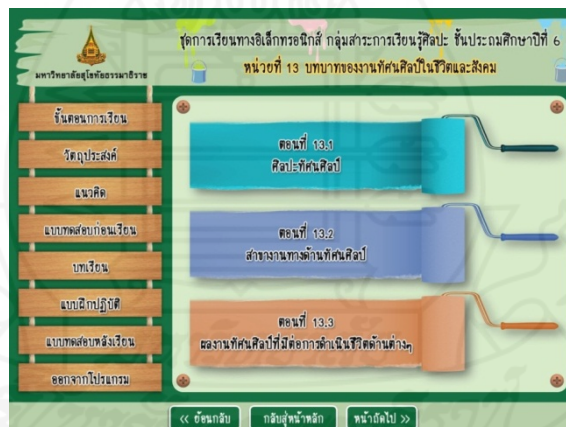 ชุดการเรียนทางอิเล็กทรอนิกส์ กลุ่มสาระการเรียนรู้ศิลปะ ชั้นประถมศึกษาปีที่ 6
หน่วยที่ 13 บทบาทของงานทัศนศิลป์ในชีวิตและสังคม
มหาวิทยาลัยสุโขทัยธรรมาธิราช
ขั้นตอนการเรียน
วัตถุประสงค์
แนวคิด
แบบทดสอบก่อนเรียน
บทเรียน
แบบฝึกปฏิบัติ
แบบทดสอบหลังเรียน
ออกจากโปรแกรม
ตอนที่ 13.1
ศิลปะทัศนศิลป์
ตอนที่ 13.2
สาขางานทางด้านทัศนศิลป์
ตอนที่ 13.3
ผลงานทัศนศิลป์ที่มีต่อการดำเนินชีวิตด้านต่างๆ
<< ย้อนกลับ
กลับสู่หน้าหลัก
หน้าถัดไป >>